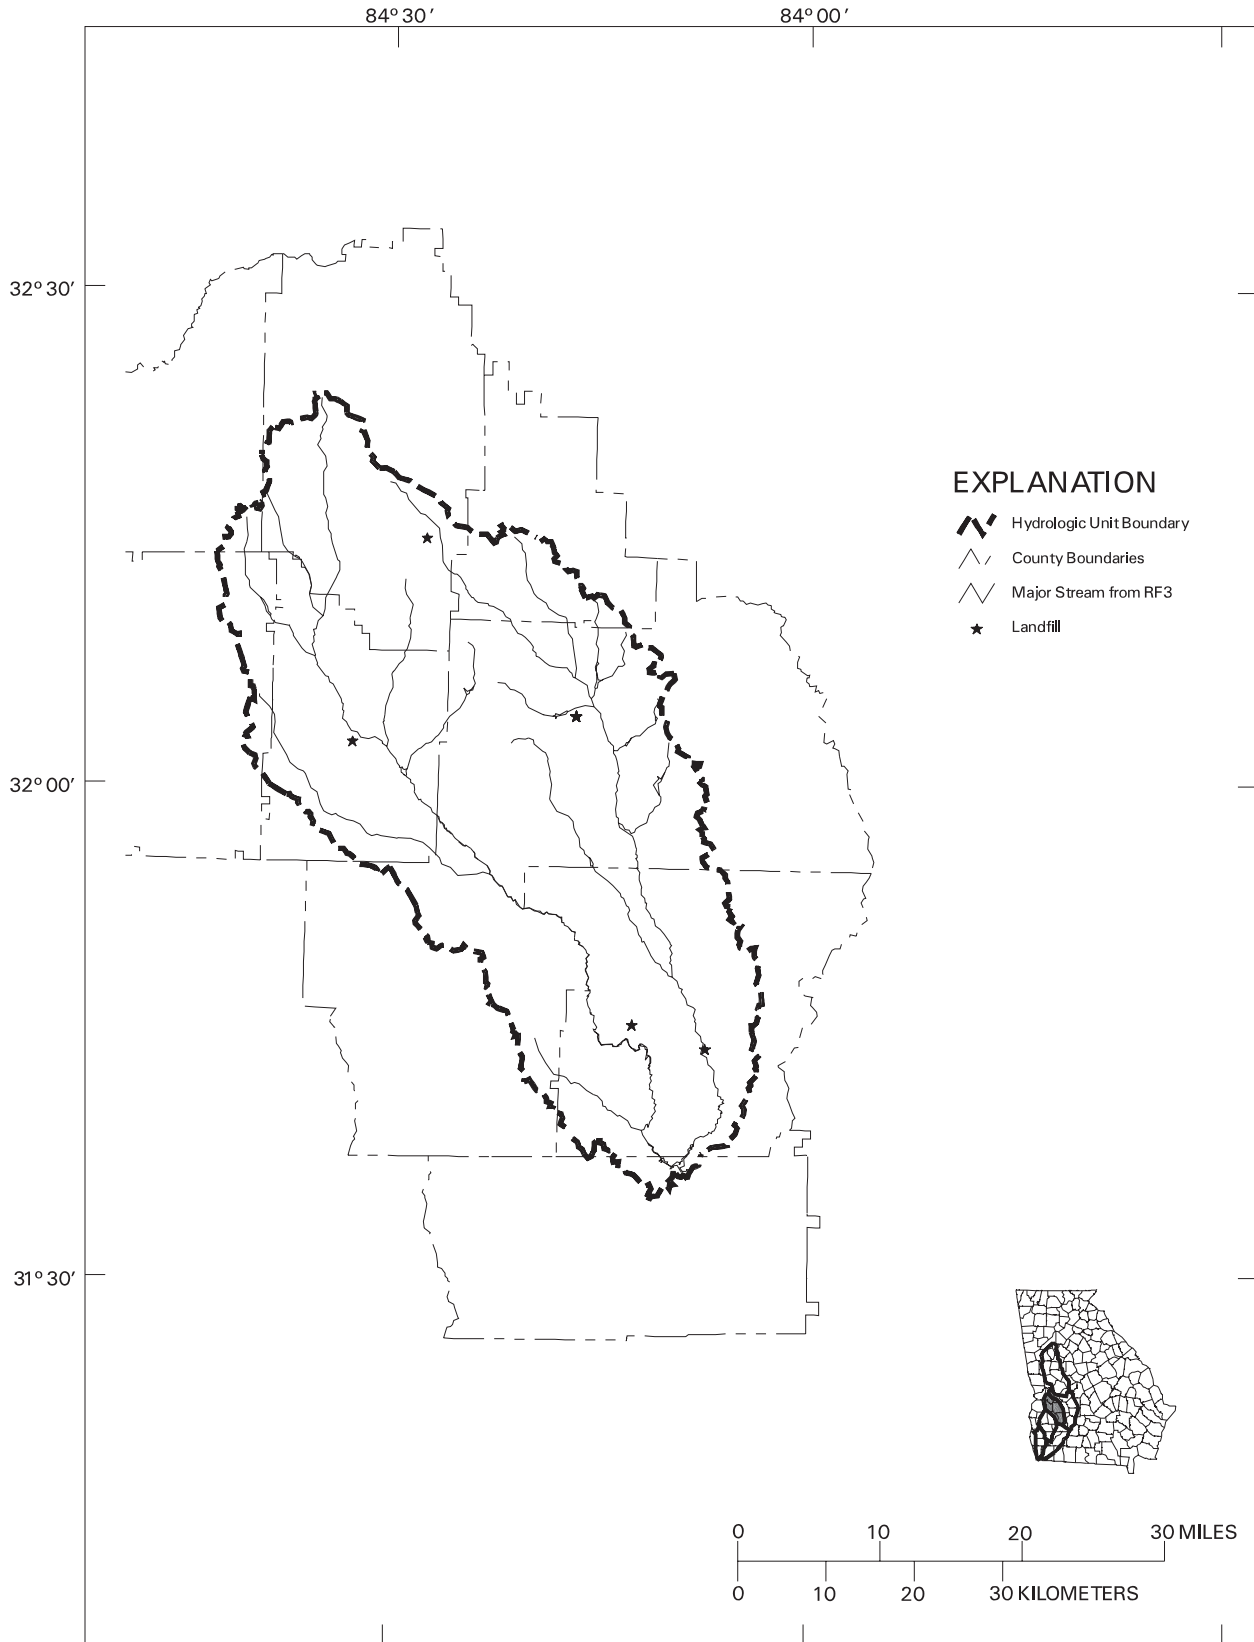 84° 30′ 84° 00′
32° 30′
EXPLANATION
Hydrologic Unit Boundary
County Boundaries
Major Stream from RF3
Landfill
32° 00′
31° 30′
0 10 20 30 MILES
0 10 20 30 KILOMETERS